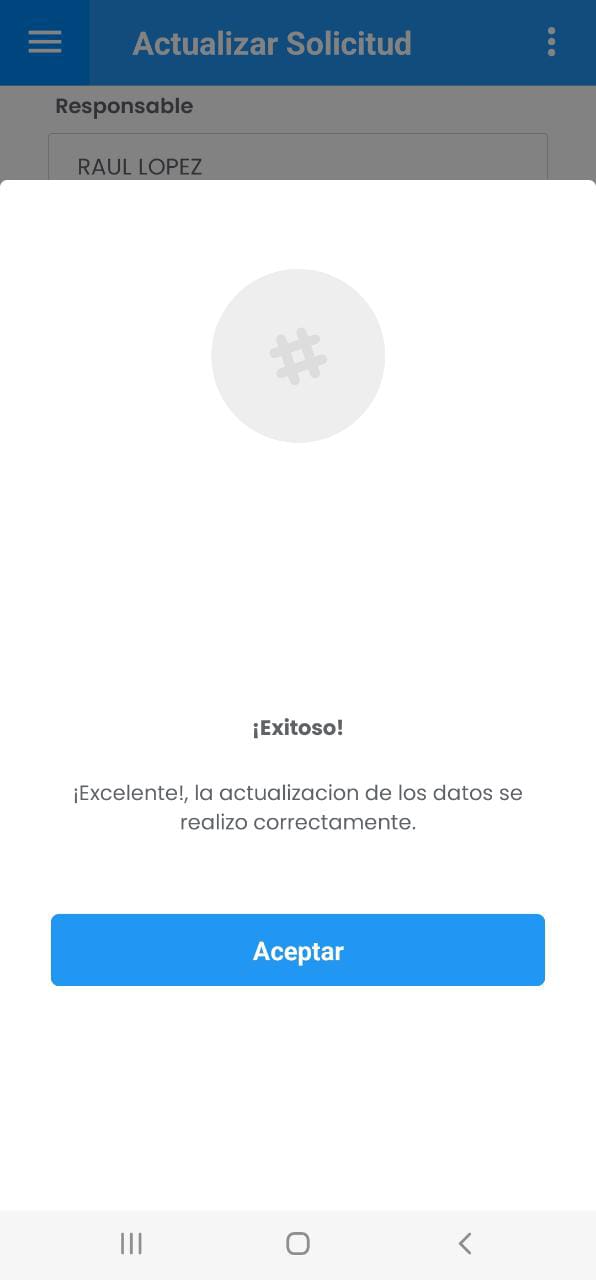 Actualizar Solicitud
Responsable
RAUL LOPEZ
¡Exitoso!
¡Excelente!, la actualizacion de los datos se
realizo correctamente.
Aceptar